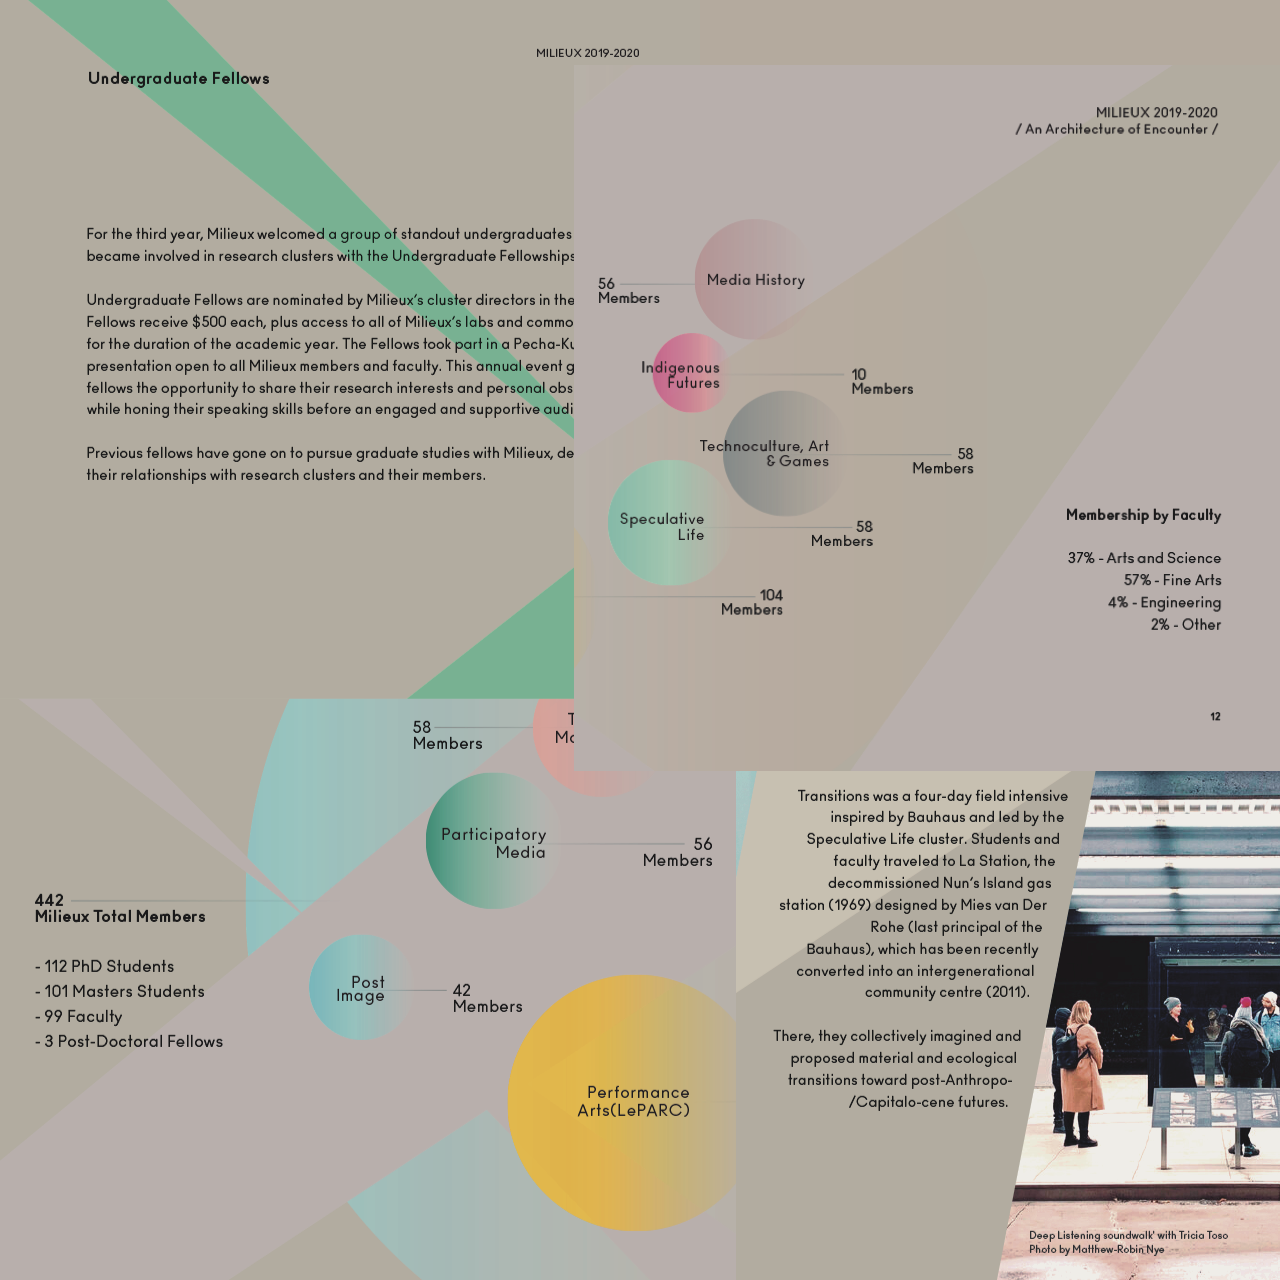 MILIEUX 2019-2020
Undergraduate Fellows
For the third year, Milieux welcomed a group of standout undergraduates
became involved in research clusters with the Undergraduate Fellowships
Undergraduate Fellows are nominated by Milieux's cluster directors in the
Fellows receive $500 each, plus access to all of Milieux's labs and commo
for the duration of the academic year. The Fellows took part in a Pecha-Ku
presentation open to all Milieux members and faculty. This annual event g
fellows the opportunity to share their research interests and personal obs
while honing their speaking skills before an engaged and supportive audi
Previous fellows have gone on to pursue graduate studies with Milieux, de
their relationships with research clusters and their members.
MILIEUX 2019-2020
/ An Architecture of Encounter /
Media History
56
Members
Indigenous
Futures
10
Members
Technoculture, Art
& Games
58
Members
Speculative
Life
58
Members
104
Members
Membership by Faculty
37% - Arts and Science
57% - Fine Arts
4% - Engineering
2% - Other
12
58
Members
T
Ma
Participatory
Media
56
Members
442
Milieux Total Members
- 112 PhD Students
- 101 Masters Students
- 99 Faculty
- 3 Post-Doctoral Fellows
Post
Image
42
Members
Performance
Arts(LePARC)
Transitions was a four-day field intensive
inspired by Bauhaus and led by the
Speculative Life cluster. Students and
faculty traveled to La Station, the
decommissioned Nun's Island gas
station (1969) designed by Mies van Der
Rohe (last principal of the
Bauhaus), which has been recently
converted into an intergenerational
community centre (2011).
There, they collectively imagined and
proposed material and ecological
transitions toward post-Anthropo-
/Capitalo-cene futures.
Deep Listening soundwalk' with Tricia Toso
Photo by Matthew-Robin Nye